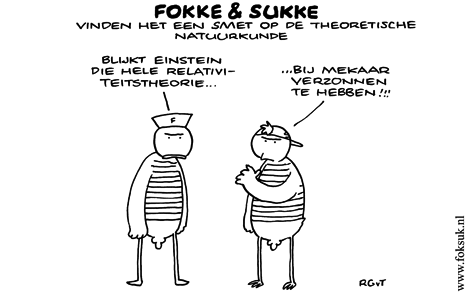 FOKKE & SUKKE
VINDEN HET EEN SMET OP DE THEORETISCHE
NATUURKUNDE
BLIJKT EINSTEIN
DIE HELE RELATIVI-
TEITSTHEORIE...
...BIJ MEKAAR
VERZONNEN
TE HEBBEN!!!
F
RGvT
www.foksuk.nl